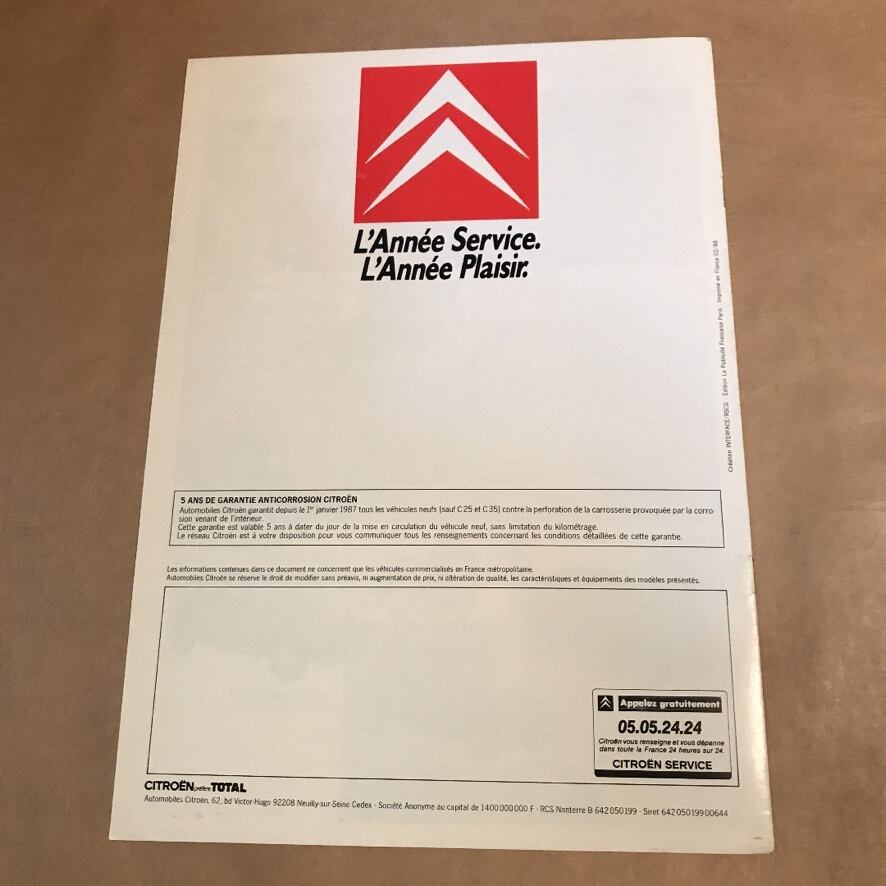 L'Année Service.
L'Année Plaisir.
Création INTERFACE/RSCG Édition La Publicité Française Paris Imprimé en France 02-88
5 ANS DE GARANTIE ANTICORROSION CITROËN
Automobiles Citroën garantit depuis le 1er janvier 1987 tous les véhicules neufs (sauf C 25 et C 35) contre la perforation de la carrosserie provoquée par la corro-
sion venant de l'intérieur.
Cette garantie est valable 5 ans à dater du jour de la mise en circulation du véhicule neuf, sans limitation du kilométrage.
Le réseau Citroën est à votre disposition pour vous communiquer tous les renseignements concernant les conditions détaillées de cette garantie.
Les informations contenues dans ce document ne concernent que les véhicules commercialisés en France métropolitaine.
Automobiles Citroën se réserve le droit de modifier sans préavis, ni augmentation de prix, ni altération de qualité, les caractéristiques et équipements des modèles présentés.
Appelez gratuitement
05.05.24.24
Citroën vous renseigne et vous dépanne
dans toute la France 24 heures sur 24.
CITROËN SERVICE
CITROËN préfère TOTAL
Automobiles Citroën, 62, bd Victor-Hugo 92208 Neuilly-sur-Seine Cedex - Société Anonyme au capital de 1 400 000 000 F - RCS Nanterre B 642 050 199 - Siret 642 050 199 00644